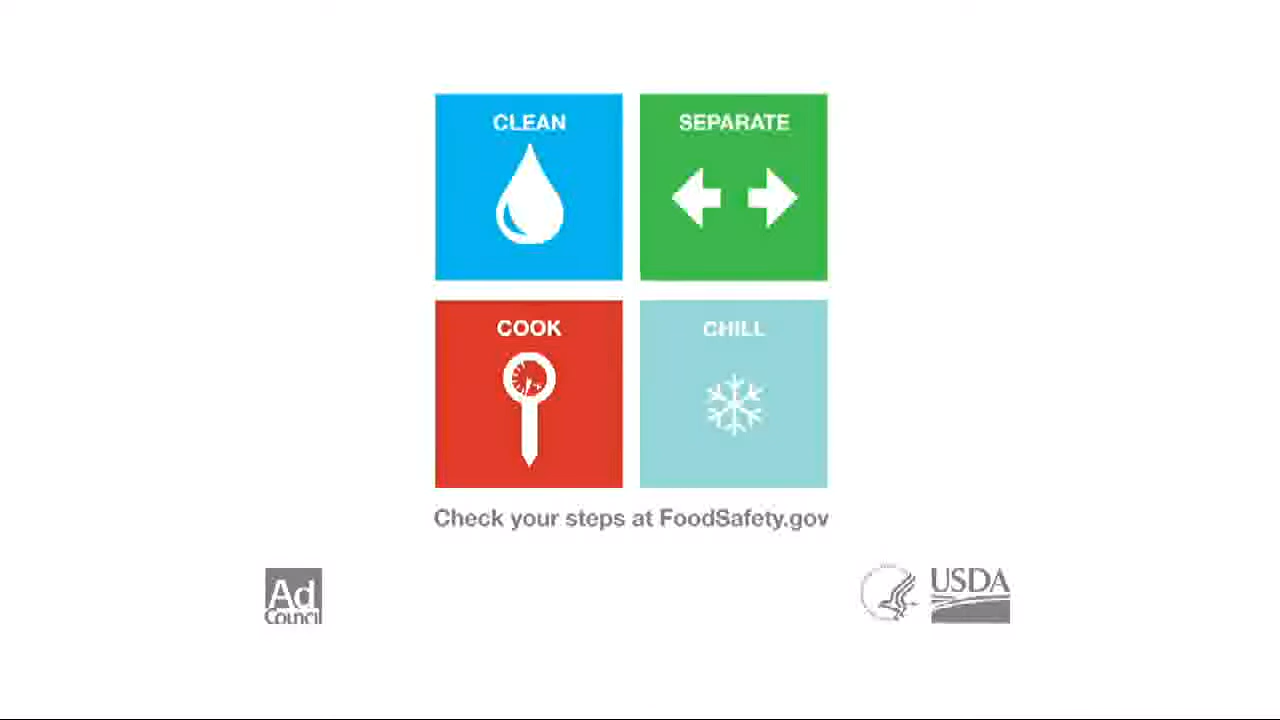 CLEAN
SEPARATE
COOK
CHILL
Check your steps at FoodSafety.gov
Ad
Council
USDA